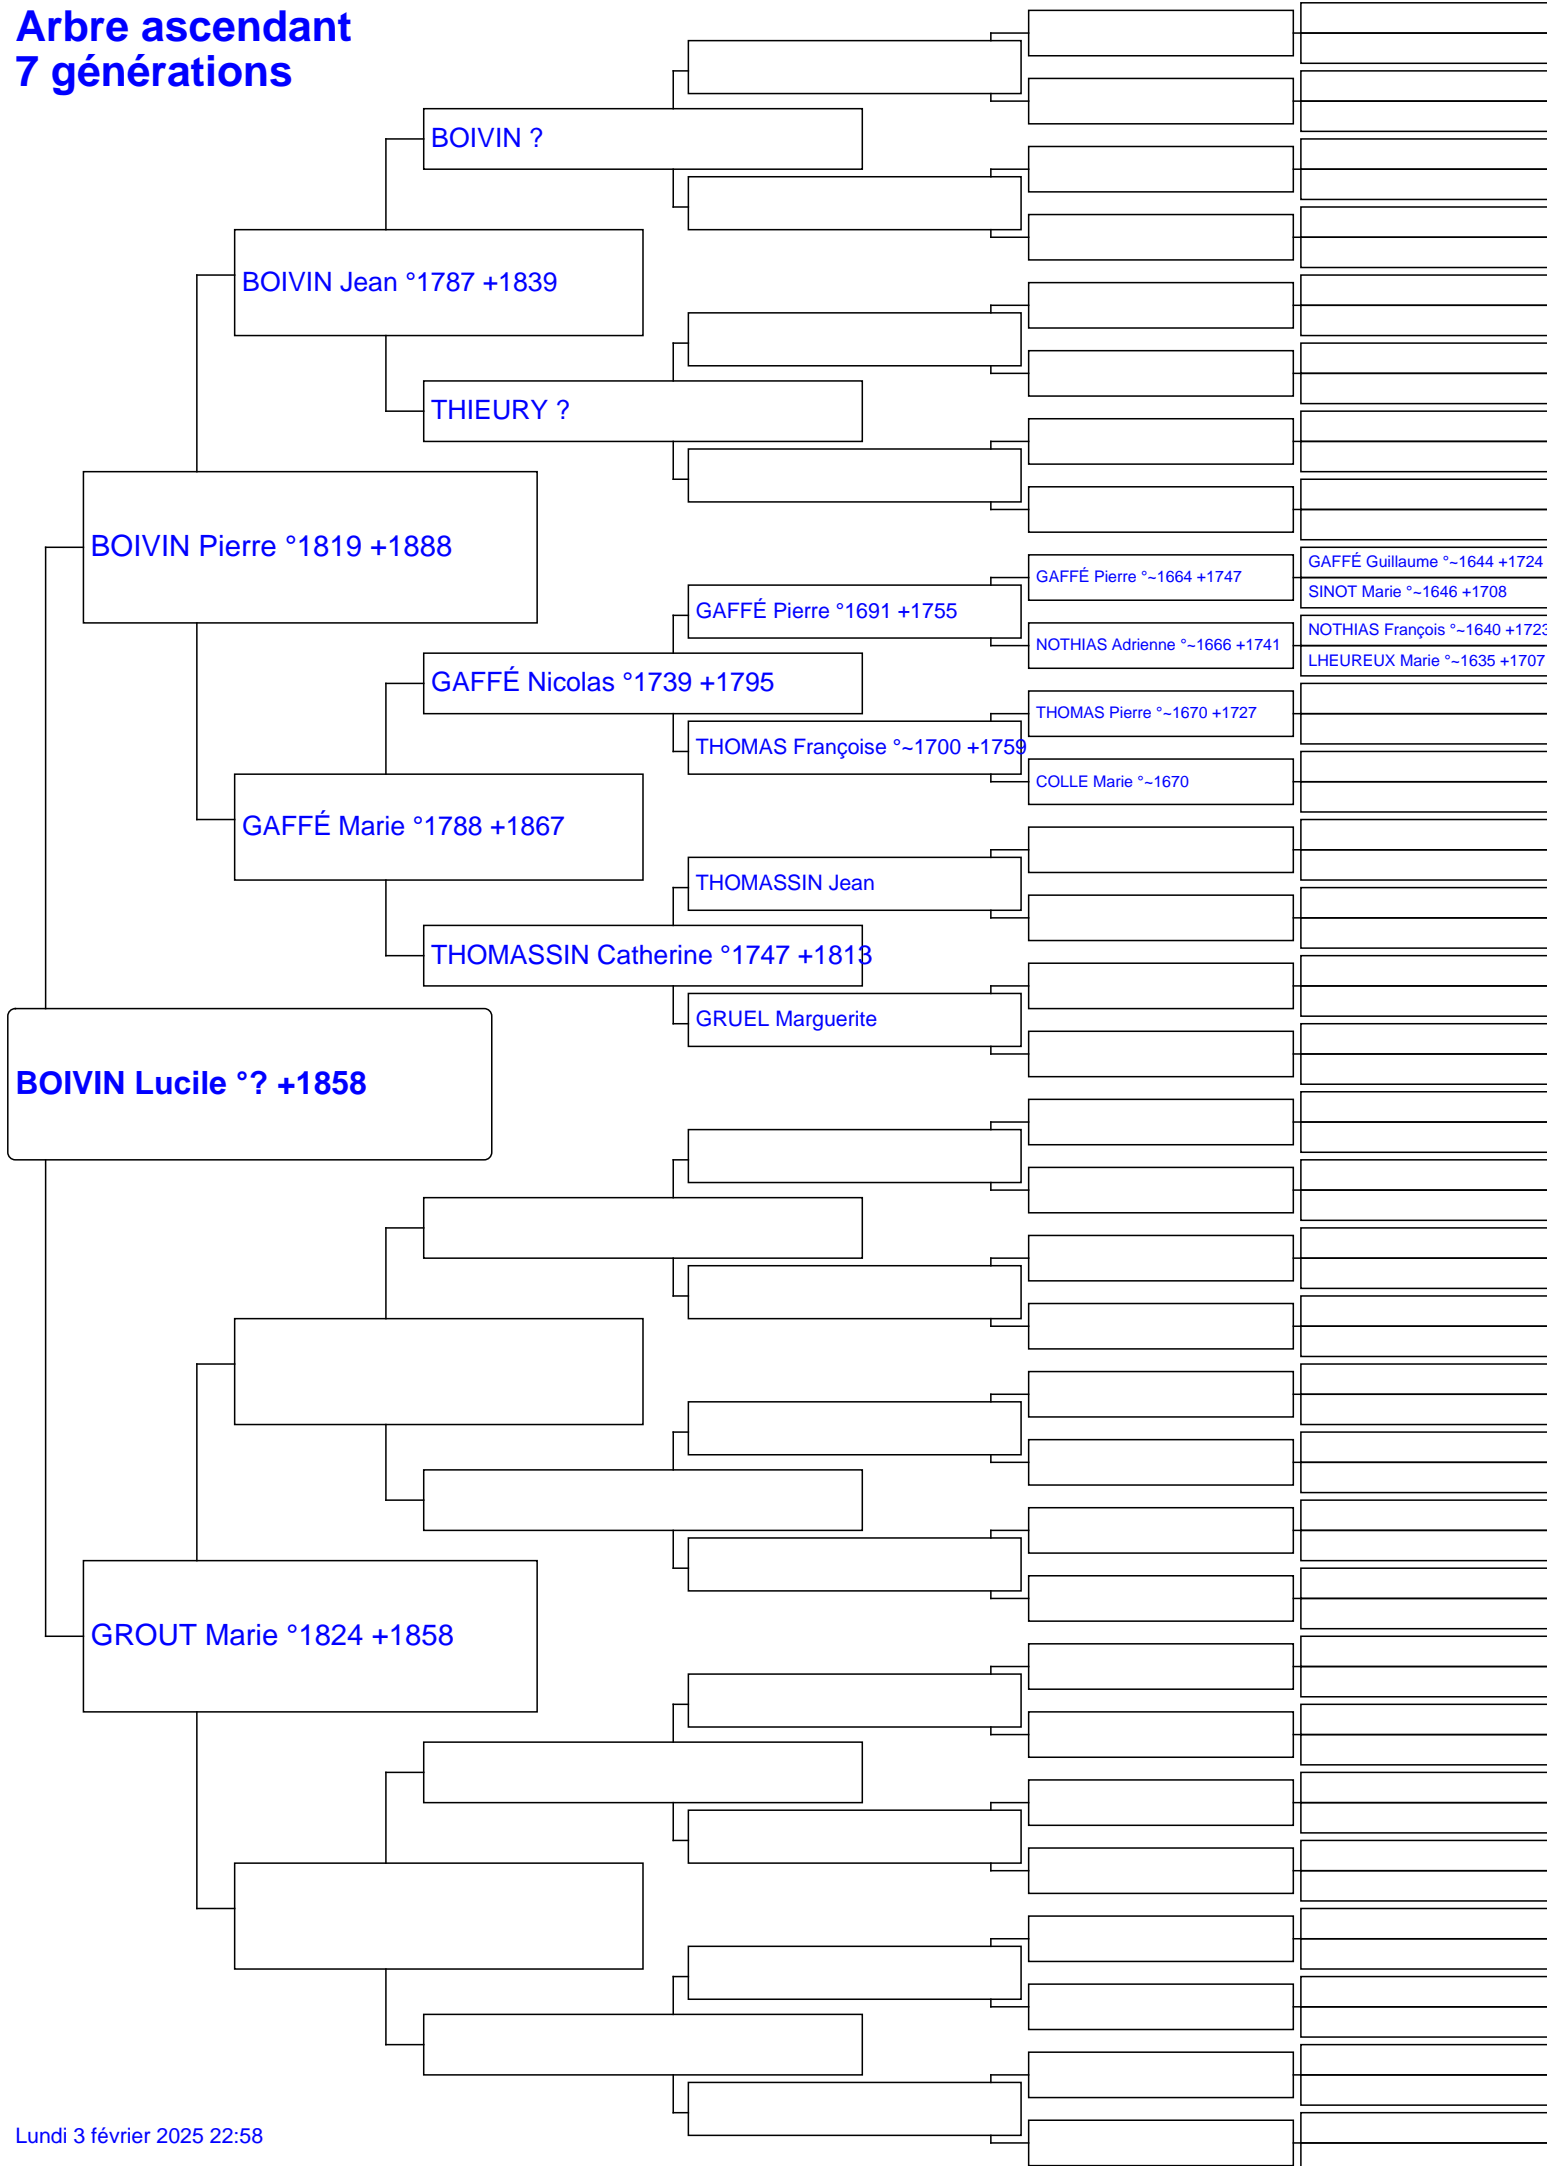 Arbre ascendant
7 générations
BOIVIN ?
BOIVIN Jean °1787 +1839
THIEURY ?
BOIVIN Pierre °1819 +1888
GAFFÉ Guillaume °~1644 +1724
GAFFÉ Pierre °~1664 +1747
SINOT Marie °~1646 +1708
GAFFÉ Pierre °1691 +1755
NOTHIAS François °~1640 +1723
NOTHIAS Adrienne °~1666 +1741
LHEUREUX Marie °~1635 +1707
GAFFÉ Nicolas °1739 +1795
THOMAS Pierre °~1670 +1727
THOMAS Françoise °~1700 +1759
COLLE Marie °~1670
GAFFÉ Marie °1788 +1867
THOMASSIN Jean
THOMASSIN Catherine °1747 +1813
GRUEL Marguerite
BOIVIN Lucile °? +1858
GROUT Marie °1824 +1858
Lundi 3 février 2025 22:58